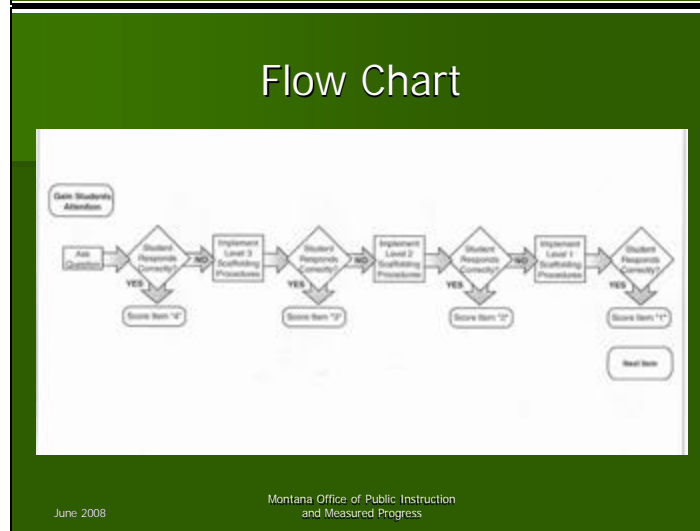 Flow Chart
Gain Students
Attention
Ask
Question
Student
Responds
Correctly?
NO
YES
Score Item "4"
Implement
Level 3
Scaffolding
Procedures
Student
Responds
Correctly?
NO
YES
Score Item "3"
Implement
Level 2
Scaffolding
Procedures
Student
Responds
Correctly?
NO
YES
Score Item "2"
Implement
Level 1
Scaffolding
Procedures
Student
Responds
Correctly?
YES
Score Item "1"
Next Item
June 2008
Montana Office of Public Instruction
and Measured Progress